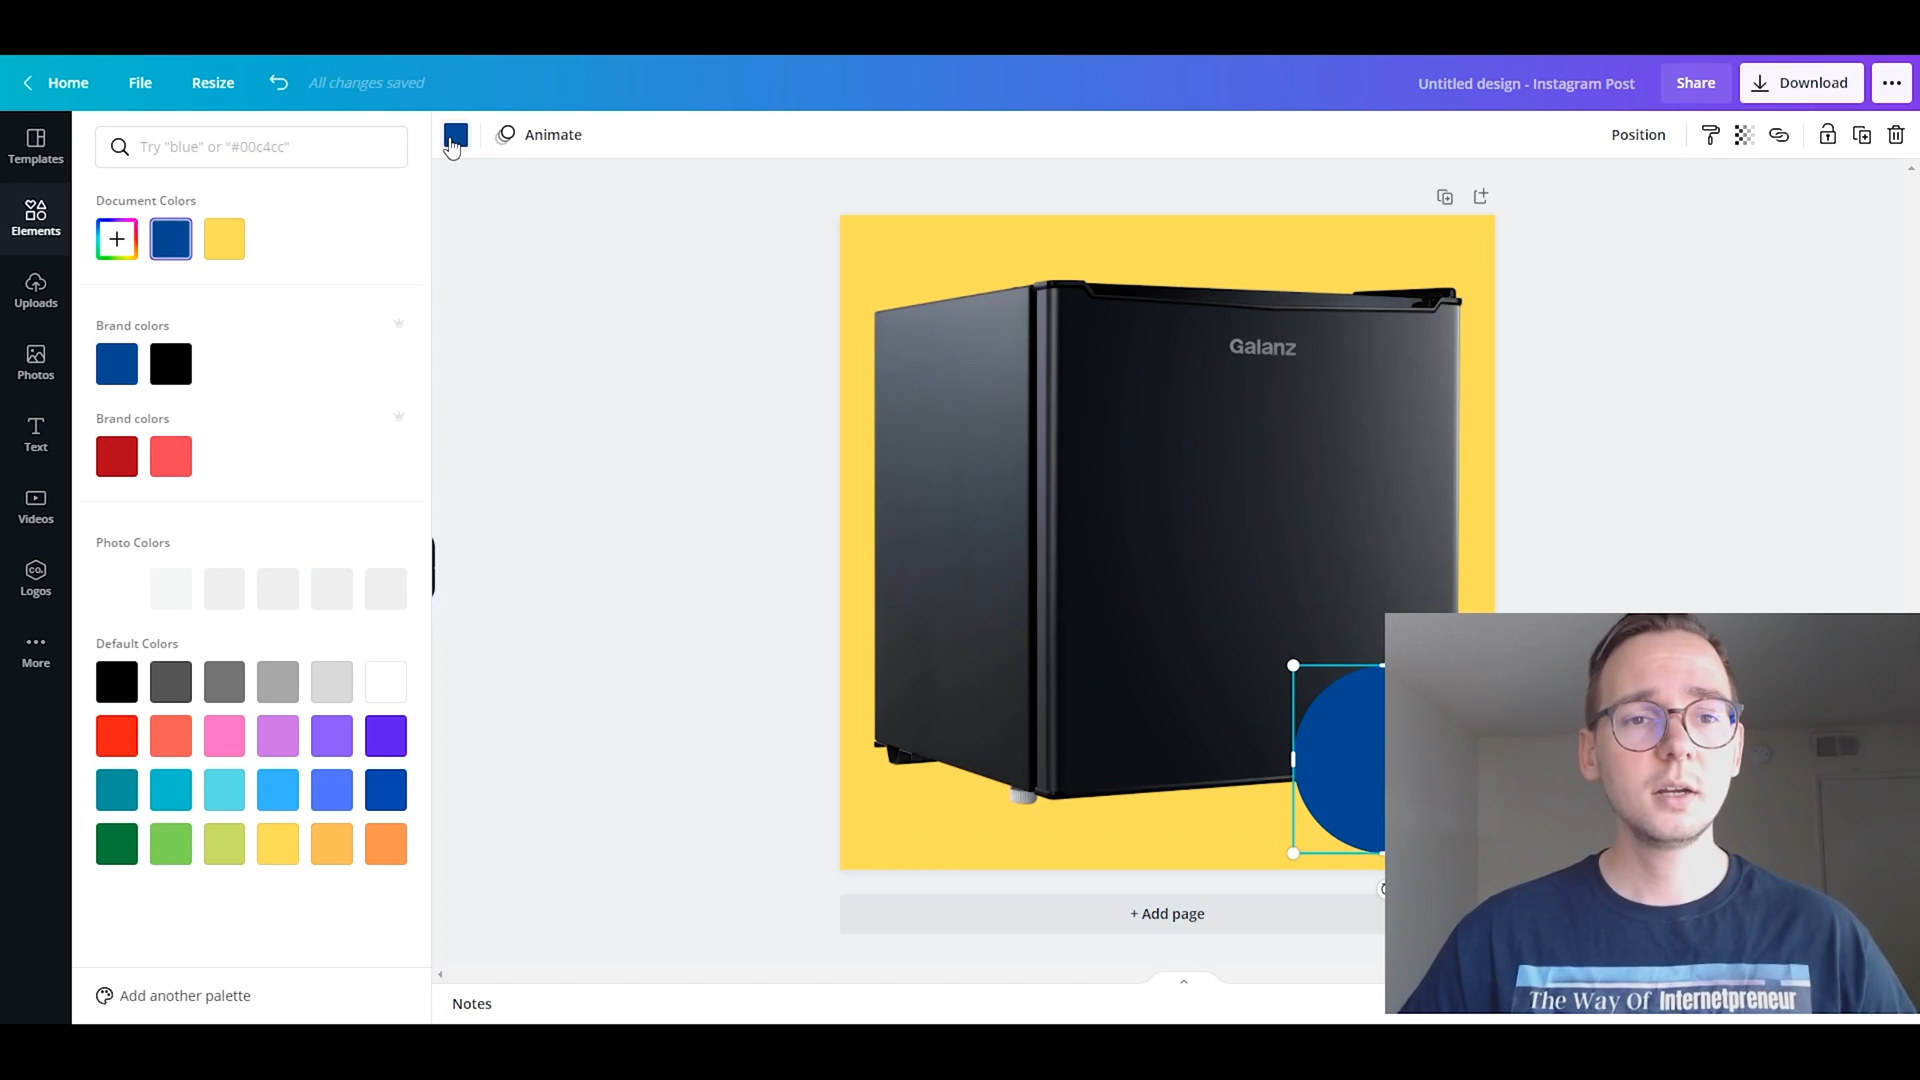 Home
File
Resize
All changes saved
Untitled design - Instagram Post
Share
Download
Templates
Elements
Uploads
Photos
Text
Videos
CO.
Logos
More
Try "blue" or "#00c4cc"
Document Colors
Brand colors
Brand colors
Photo Colors
Default Colors
Add another palette
Animate
Position
Galanz
+ Add page
Notes
The Way Of Internetpreneur